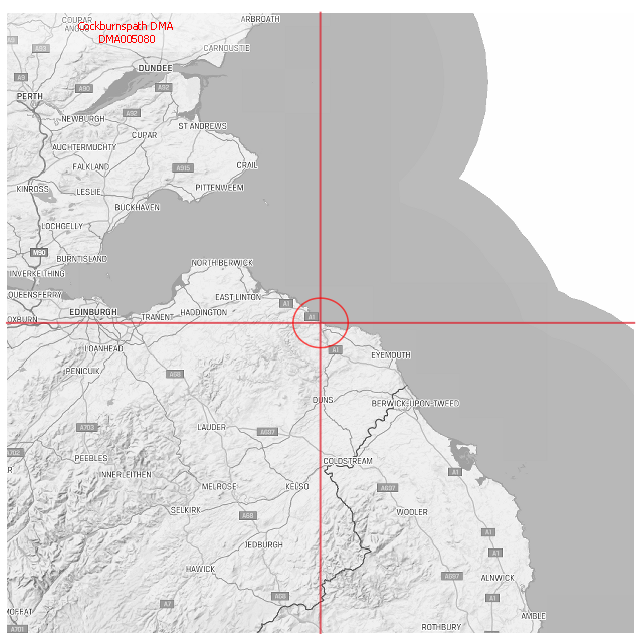 COUPAR
ANGUS
ARBROATH
Cockburnspath DMA
DMA005080
A93
CARNOUSTIE
DUNDEE
A9
A90
A92
PERTH
A92
NEWBURGH
ST ANDREWS
CUPAR
AUCHTERMUCHTY
FALKLAND
A915
CRAIL
KINROSS
LESLIE
PITTENWEEM
BUCKHAVEN
LOCHGELLY
M90
BURNTISLAND
INVERKEITHING
NORTH BERWICK
QUEENSFERRY
EAST LINTON
A1
EDINBURGH
HADDINGTON
TRANENT
A1
OXBURN
LOANHEAD
A1
EYEMOUTH
PENICUIK
A68
DUNS
BERWICK-UPON-TWEED
A703
LAUDER
A697
A702
PEEBLES
COLDSTREAM
R
INNERLEITHEN
A1
MELROSE
KELSO
A697
SELKIRK
A68
WOOLER
A1
JEDBURGH
A1
HAWICK
A697
ALNWICK
A68
A1
A7
MOFFAT
AMBLE
A701
ROTHBURY